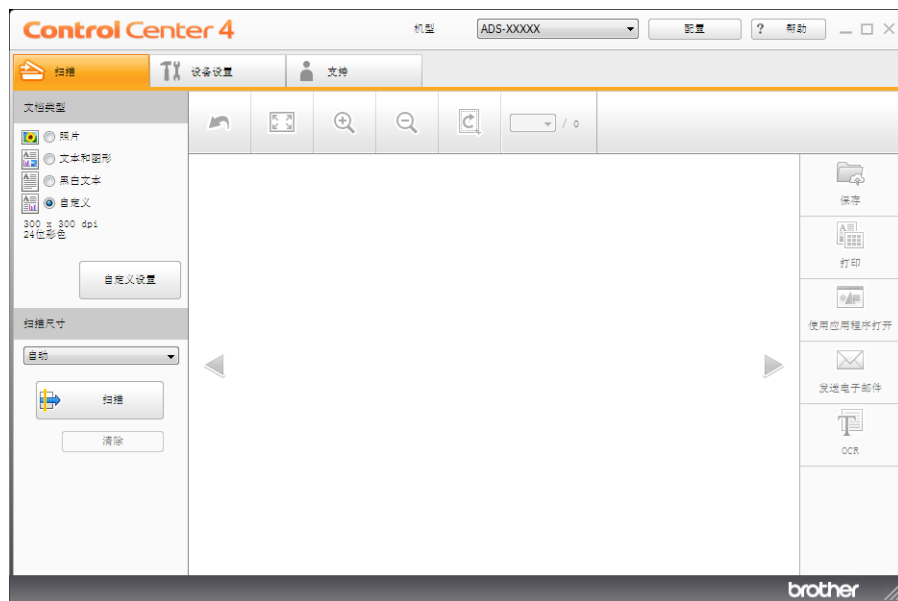 Control Center 4
机型
ADS-XXXXX
配置
? 帮助
扫描
设备设置
支持
文档类型
/ 0
照片
文本和图形
黑白文本
自定义
300 x 300 dpi
24位彩色
自定义设置
扫描尺寸
自动
扫描
清除
保存
打印
使用应用程序打开
发送电子邮件
OCR
brother